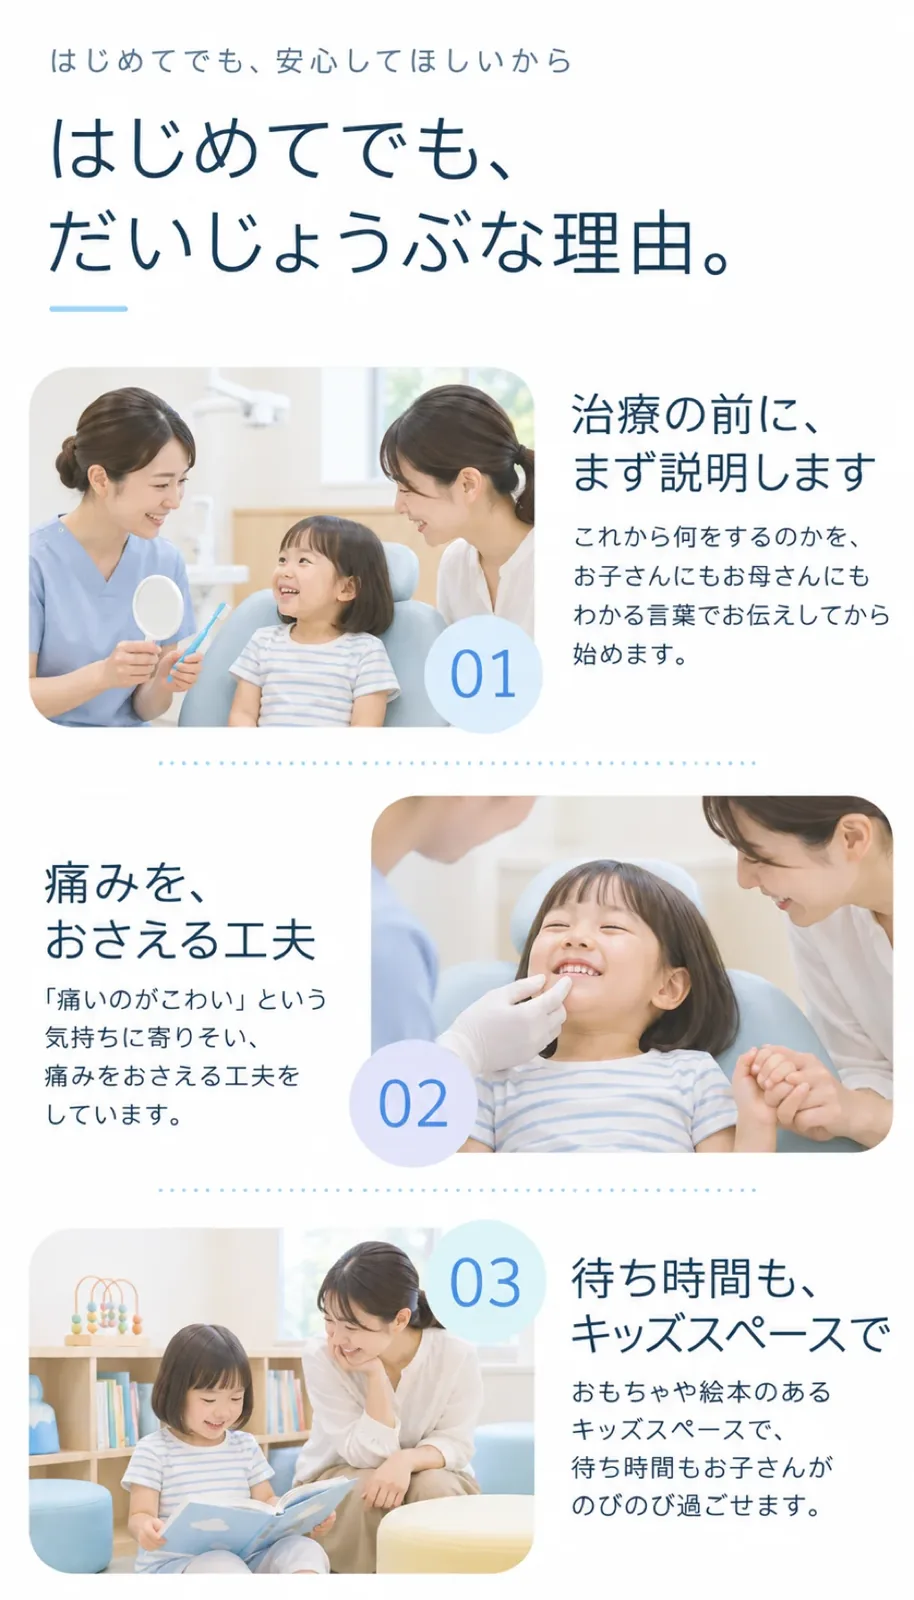 はじめてでも、安心してほしいから
はじめてでも、
だいじょうぶな理由。
治療の前に、
まず説明します
これから何をするのかを、
お子さんにもお母さんにも
わかる言葉でお伝えしてから
始めます。
01
痛みを、
おさえる工夫
「痛いのがこわい」という
気持ちに寄りそい、
痛みをおさえる工夫を
しています。
02
03
待ち時間も、
キッズスペースで
おもちゃや絵本のある
キッズスペースで、
待ち時間もお子さんが
のびのび過ごせます。